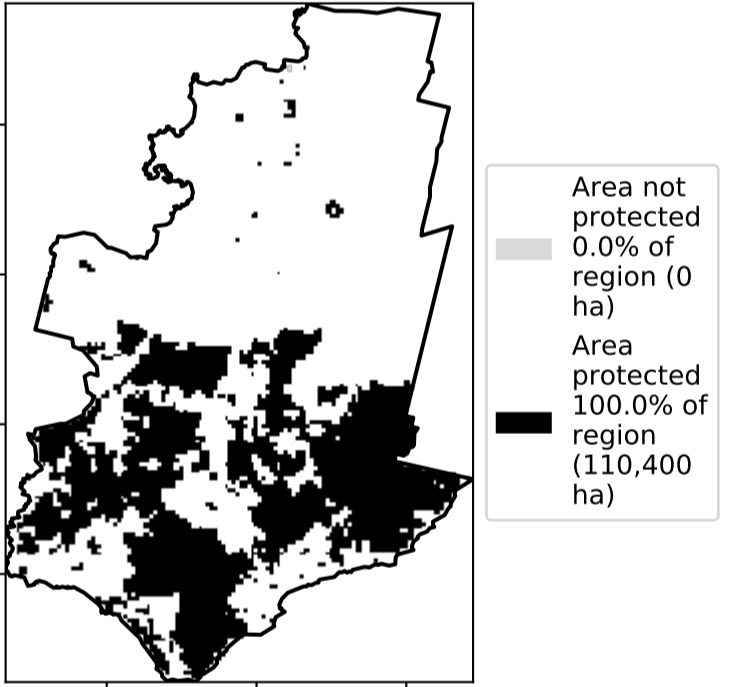 Area not
protected
0.0% of
region (0
ha)
Area
protected
100.0% of
region
(110,400
ha)